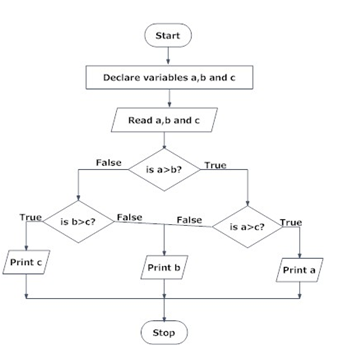 Start
Declare variables a,b and c
Read a,b and c
False
is a>b?
True
True
is b>c?
False
False
is a>c?
True
Print c
Print b
Print a
Stop